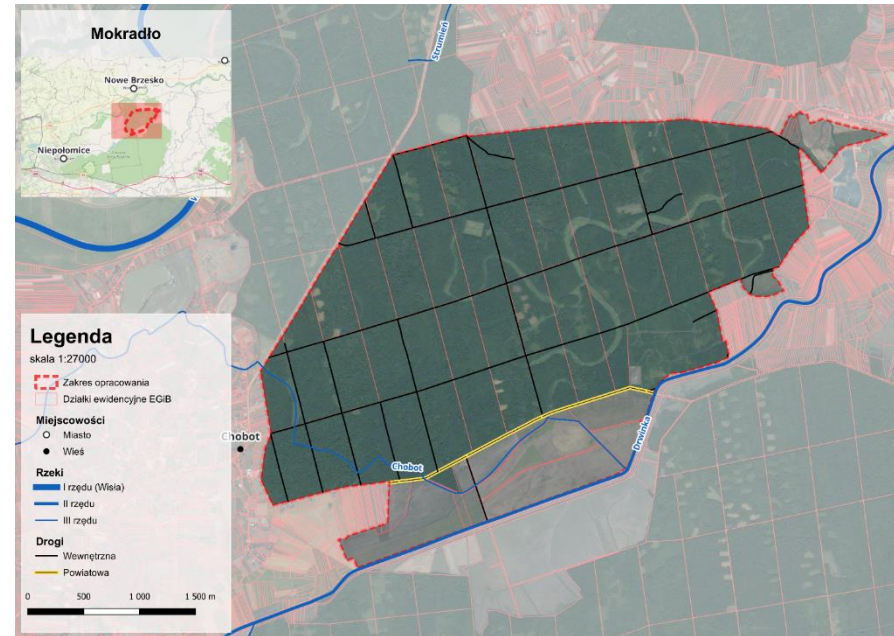 Mokradło
Nowe Brzesko
Niepołomice
Strumień
Legenda
skala 1:27000
Zakres opracowania
Działki ewidencyjne EGiB
Miejscowości
Miasto
Wieś
Rzeki
I rzędu (Wisła)
II rzędu
III rzędu
Drogi
Wewnętrzna
Powiatowa
0 500 1 000 1 500 m
Chobot
Chobot
Drwinka